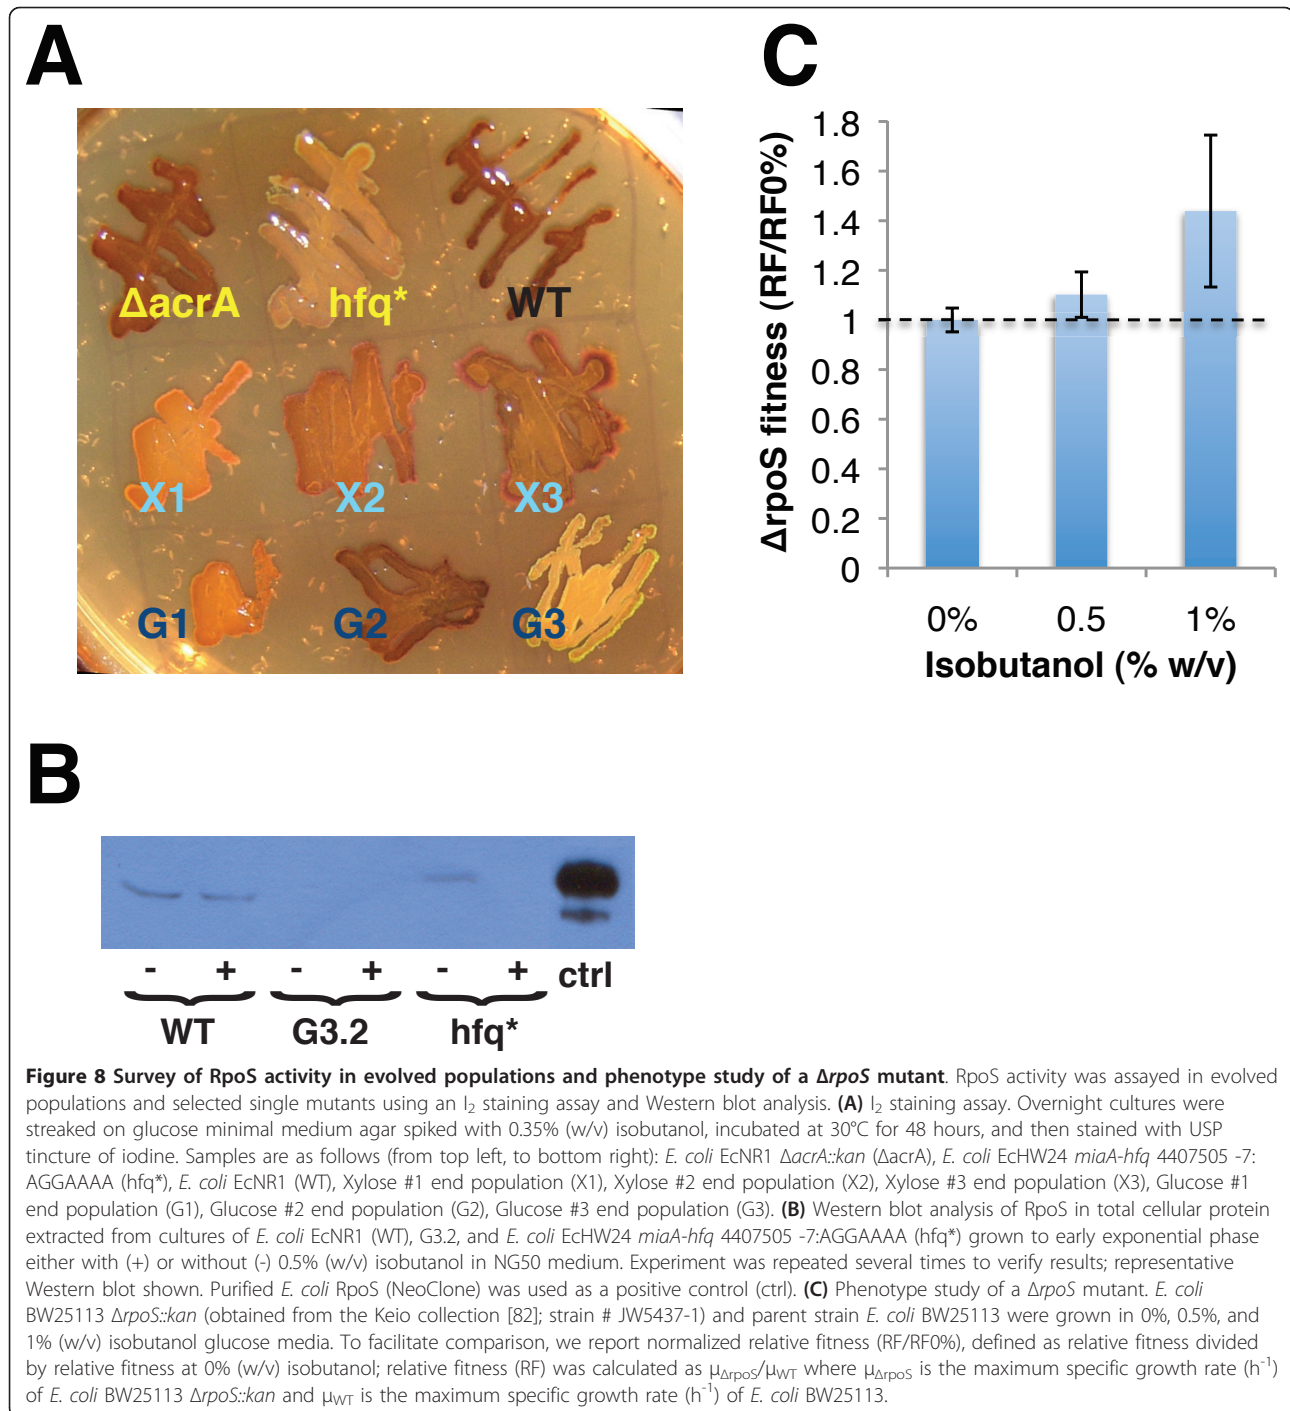 A
ΔacrA
hfq*
WT
X1
X2
X3
G1
G2
G3
C
ΔrpoS fitness (RF/RF0%)
1.8
1.6
1.4
1.2
1
0.8
0.6
0.4
0.2
0
0%
0.5
1%
Isobutanol (% w/v)
B
- + - + - + ctrl
WT G3.2 hfq*
Figure 8 Survey of RpoS activity in evolved populations and phenotype study of a ΔrpoS mutant. RpoS activity was assayed in evolved
populations and selected single mutants using an I₂ staining assay and Western blot analysis. (A) I₂ staining assay. Overnight cultures were
streaked on glucose minimal medium agar spiked with 0.35% (w/v) isobutanol, incubated at 30°C for 48 hours, and then stained with USP
tincture of iodine. Samples are as follows (from top left, to bottom right): E. coli EcNR1 ΔacrA::kan (ΔacrA), E. coli EcHW24 miaA-hfq 4407505 -7:
AGGAAAA (hfq*), E. coli EcNR1 (WT), Xylose #1 end population (X1), Xylose #2 end population (X2), Xylose #3 end population (X3), Glucose #1
end population (G1), Glucose #2 end population (G2), Glucose #3 end population (G3). (B) Western blot analysis of RpoS in total cellular protein
extracted from cultures of E. coli EcNR1 (WT), G3.2, and E. coli EcHW24 miaA-hfq 4407505 -7:AGGAAAA (hfq*) grown to early exponential phase
either with (+) or without (-) 0.5% (w/v) isobutanol in NG50 medium. Experiment was repeated several times to verify results; representative
Western blot shown. Purified E. coli RpoS (NeoClone) was used as a positive control (ctrl). (C) Phenotype study of a ΔrpoS mutant. E. coli
BW25113 ΔrpoS::kan (obtained from the Keio collection [82]; strain # JW5437-1) and parent strain E. coli BW25113 were grown in 0%, 0.5%, and
1% (w/v) isobutanol glucose media. To facilitate comparison, we report normalized relative fitness (RF/RF0%), defined as relative fitness divided
by relative fitness at 0% (w/v) isobutanol; relative fitness (RF) was calculated as μΔrpoS/μWT where μΔrpoS is the maximum specific growth rate (h⁻¹)
of E. coli BW25113 ΔrpoS::kan and μWT is the maximum specific growth rate (h⁻¹) of E. coli BW25113.